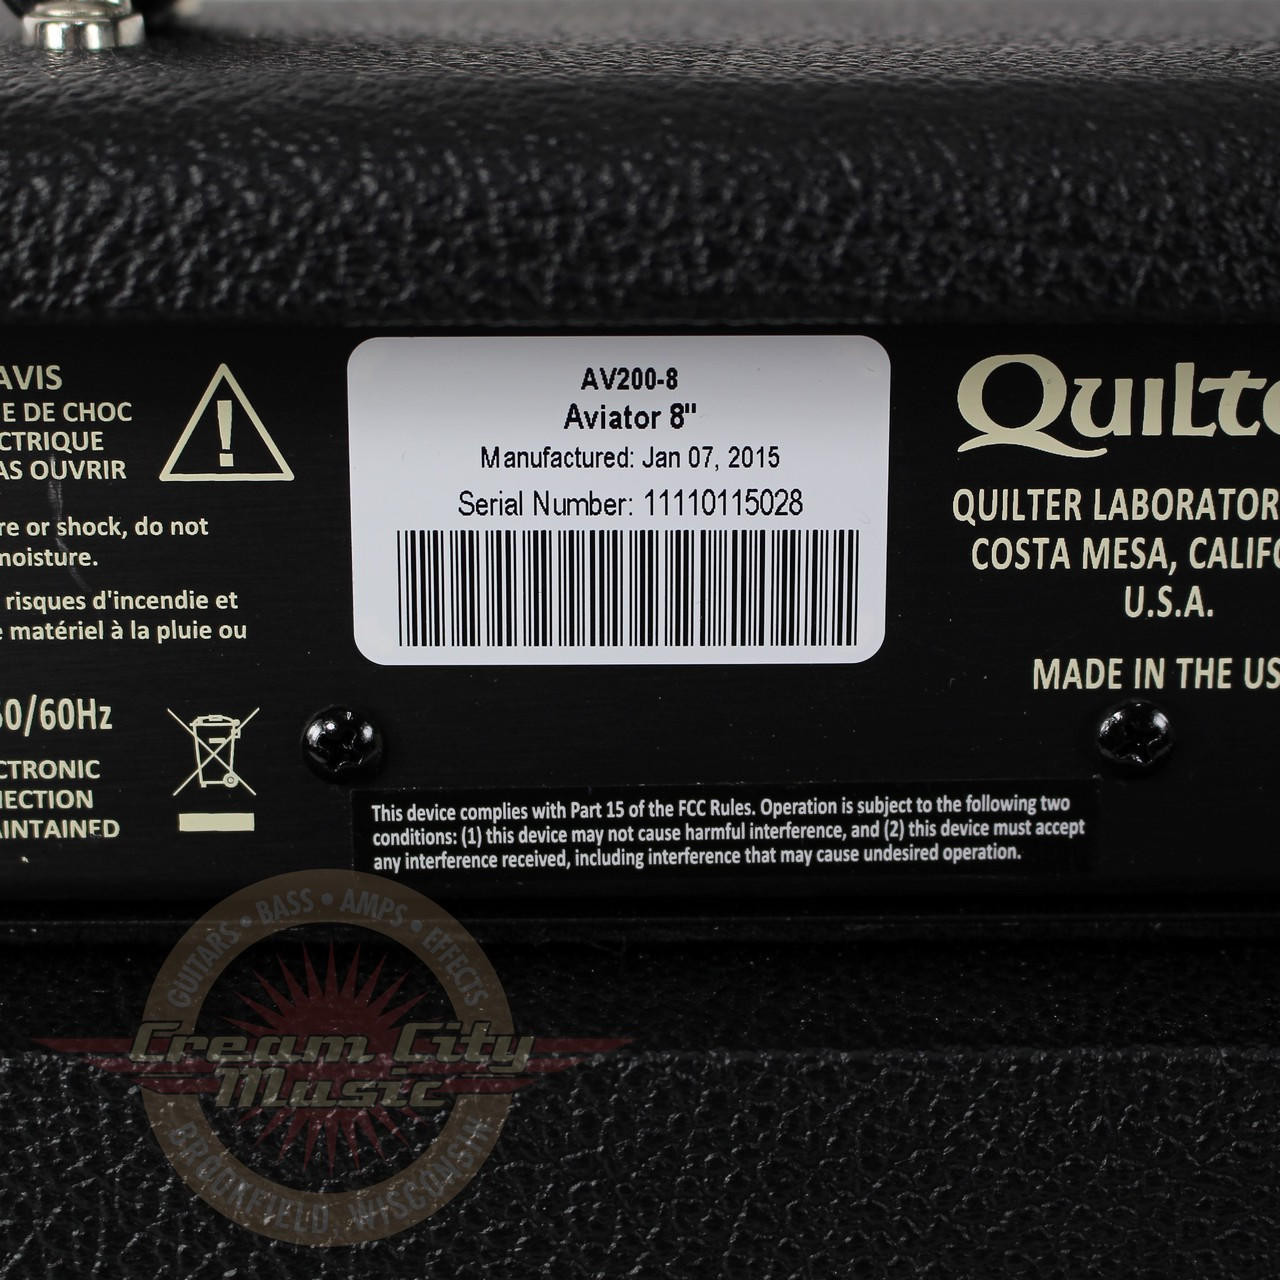 AVIS
E DE CHOC
CTRIQUE
AS OUVRIR
re or shock, do not
moisture.
risques d'incendie et
e matériel à la pluie ou
50/60Hz
CTRONIC
NECTION
AINTAINED
AV200-8
Aviator 8"
Manufactured: Jan 07, 2015
Serial Number: 11110115028
Quilte
QUILTER LABORATOR
COSTA MESA, CALIFO
U.S.A.
MADE IN THE US
This device complies with Part 15 of the FCC Rules. Operation is subject to the following two
conditions: (1) this device may not cause harmful interference, and (2) this device must accept
any interference received, including interference that may cause undesired operation.
GUITARS • BASS • AMPS • EFFECTS
Cream City
Music
BROOKFIELD, WISCONSIN